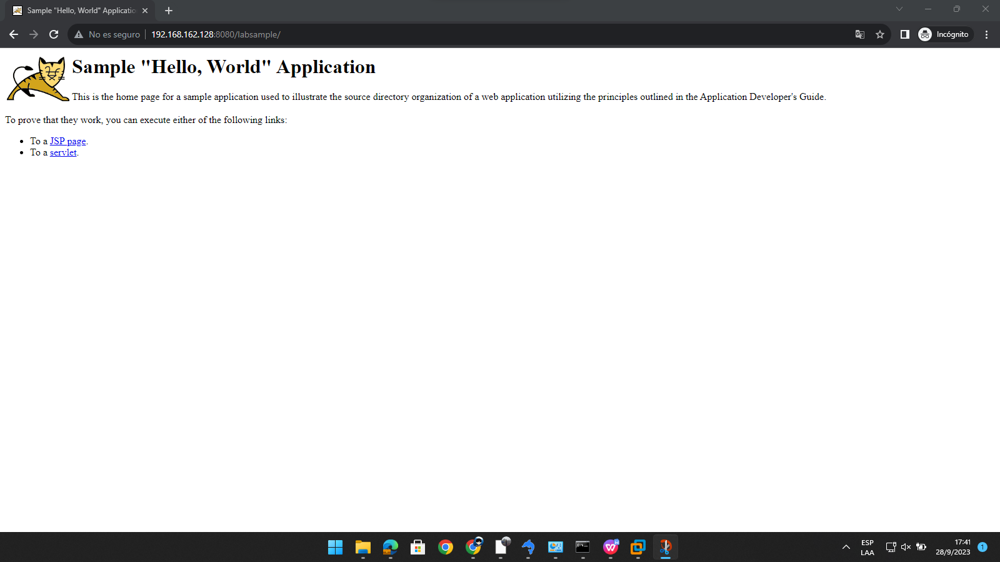 Sample "Hello, World" Applicatio
No es seguro
192.168.162.128:8080/labsample/
Incógnito
Sample "Hello, World" Application
This is the home page for a sample application used to illustrate the source directory organization of a web application utilizing the principles outlined in the Application Developer's Guide.
To prove that they work, you can execute either of the following links:
• To a JSP page.
• To a servlet.
ESP
LAA
17:41
28/9/2023
1